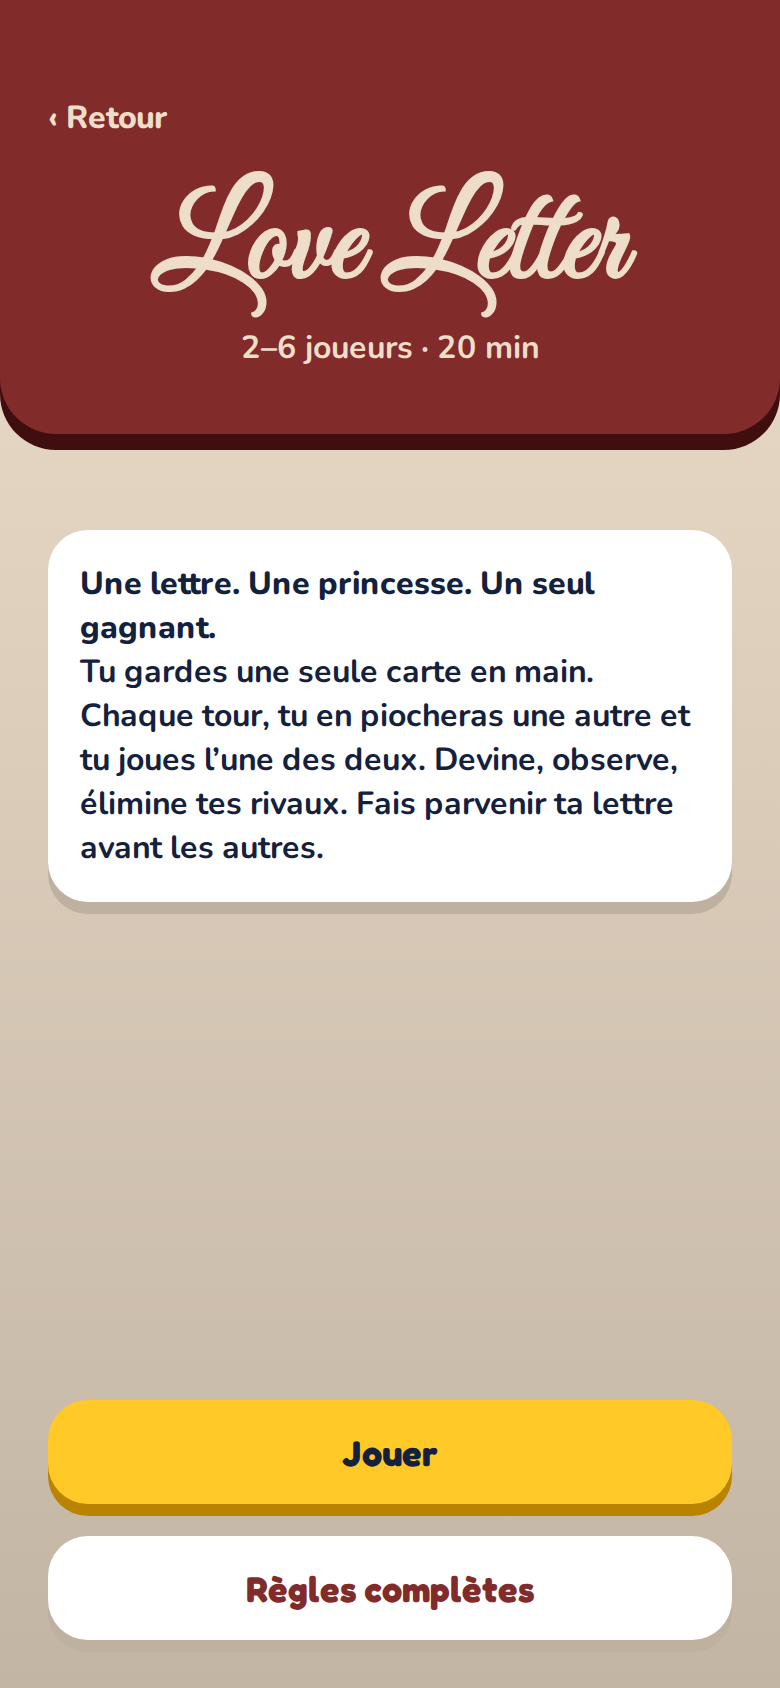 ‹ Retour
Love Letter
2–6 joueurs · 20 min
Une lettre. Une princesse. Un seul
gagnant.
Tu gardes une seule carte en main.
Chaque tour, tu en piocheras une autre et
tu joues l’une des deux. Devine, observe,
élimine tes rivaux. Fais parvenir ta lettre
avant les autres.
Jouer
Règles complètes